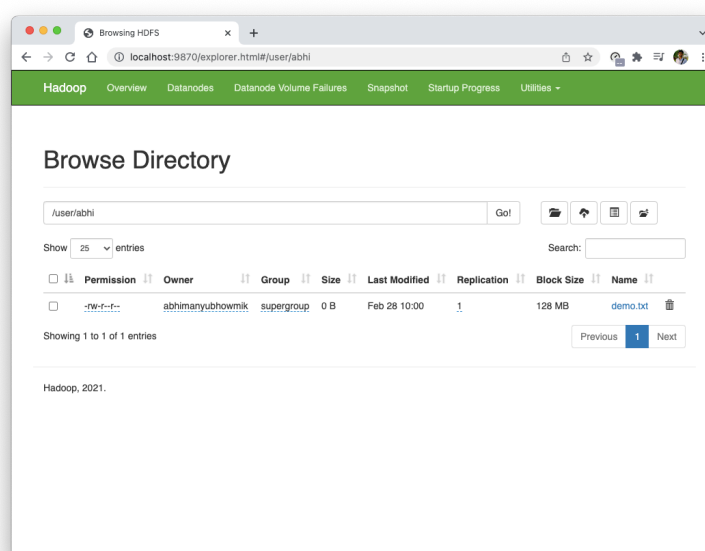 Browsing HDFS
localhost:9870/explorer.html#/user/abhi
Hadoop Overview Datanodes Datanode Volume Failures Snapshot Startup Progress Utilities
Browse Directory
/user/abhi Go!
Show 25 entries Search:
Permission Owner Group Size Last Modified Replication Block Size Name
-rw-r--r-- abhimanyubhowmik supergroup 0 B Feb 28 10:00 1 128 MB demo.txt
Showing 1 to 1 of 1 entries Previous 1 Next
Hadoop, 2021.